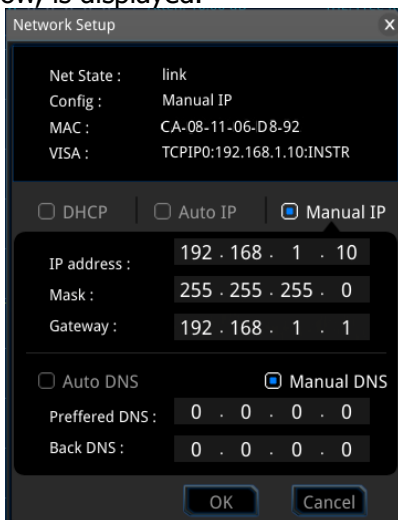 is displayed.
Network Setup X
Net State : link
Config : Manual IP
MAC : CA-08-11-06-D8-92
VISA : TCPIP0:192.168.1.10:INSTR
DHCP Auto IP Manual IP
IP address : 192 . 168 . 1 . 10
Mask : 255 . 255 . 255 . 0
Gateway : 192 . 168 . 1 . 1
Auto DNS Manual DNS
Preffered DNS : 0 . 0 . 0 . 0
Back DNS : 0 . 0 . 0 . 0
OK Cancel